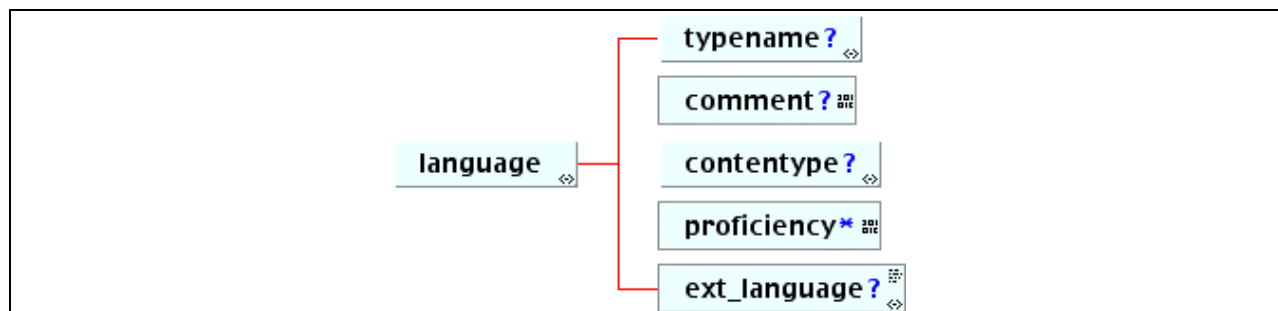 typename?
comment?
language
contentype?
proficiency*
ext_language?